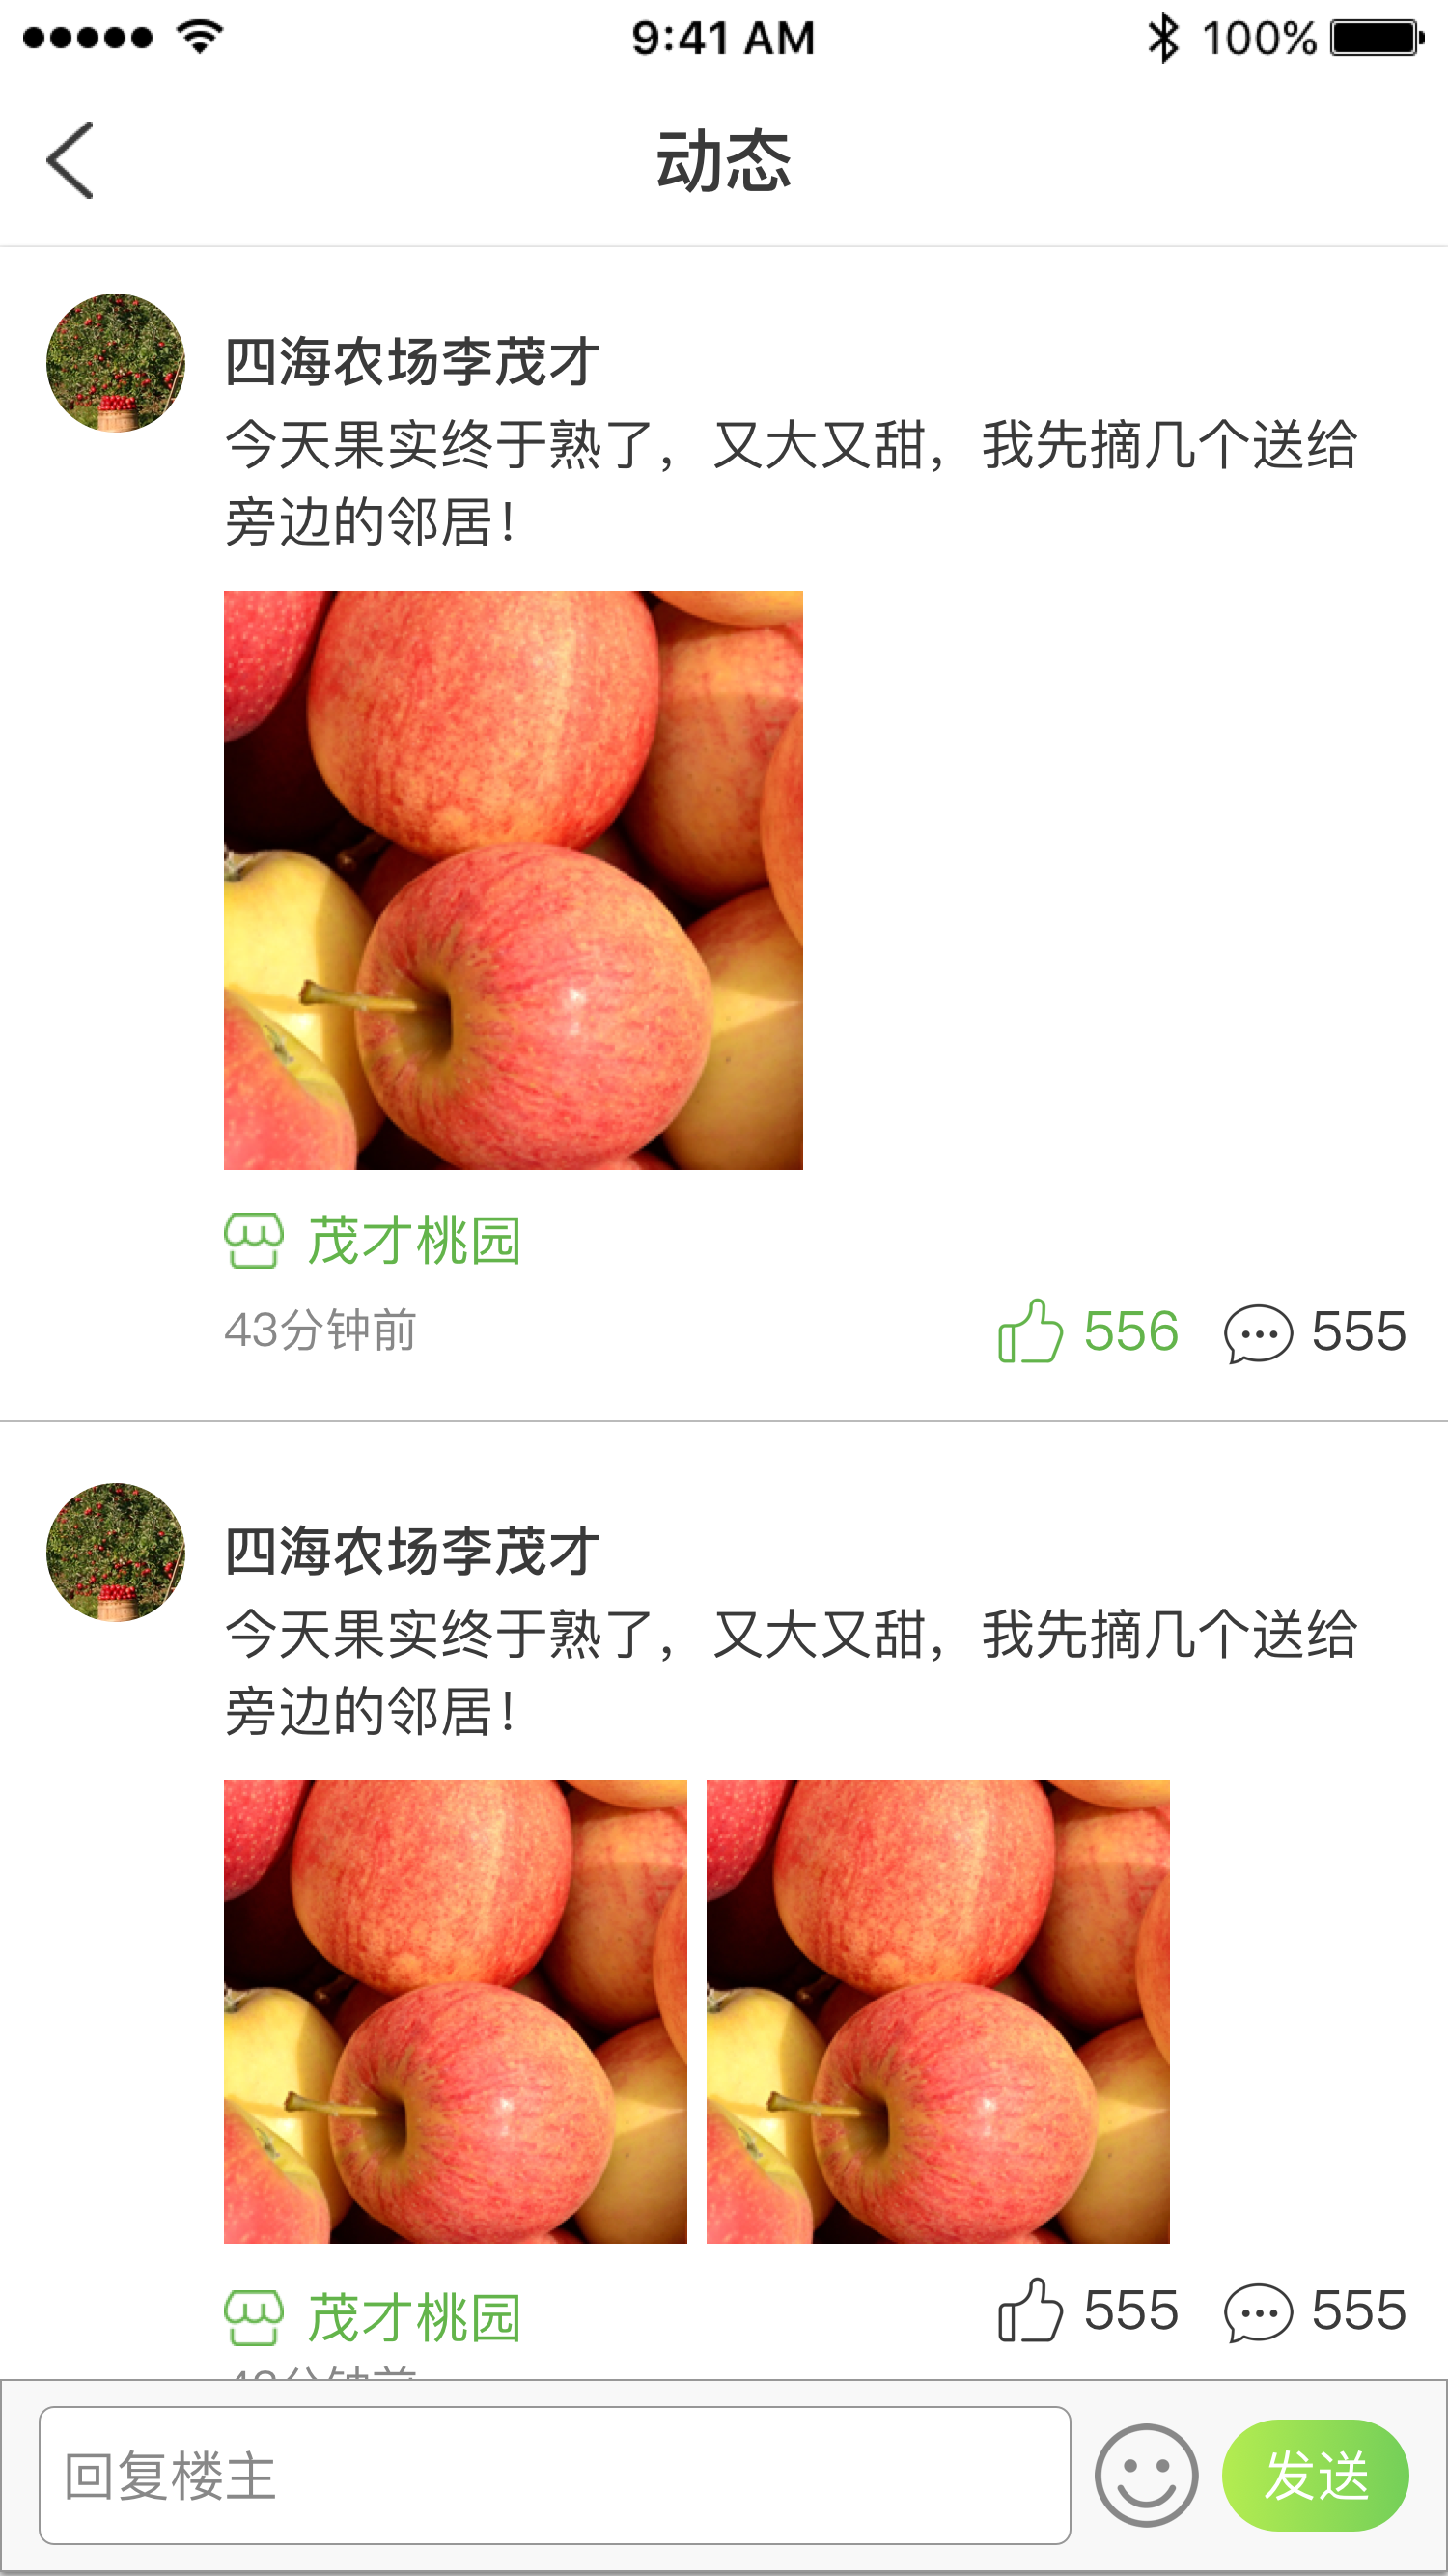 9:41 AM
100%
动态
四海农场李茂才
今天果实终于熟了，又大又甜，我先摘几个送给
旁边的邻居！
茂才桃园
43分钟前
556
555
四海农场李茂才
今天果实终于熟了，又大又甜，我先摘几个送给
旁边的邻居！
茂才桃园
555
555
回复楼主
发送